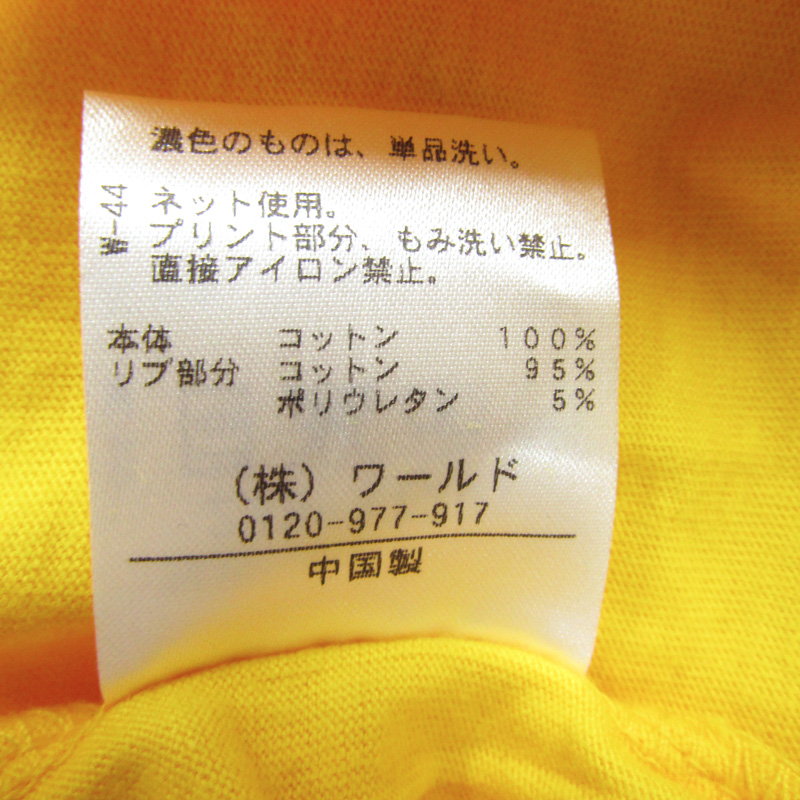 濃色のものは、単品洗い。
W-44
ネット使用。
プリント部分、もみ洗い禁止。
直接アイロン禁止。
本体 コットン 100%
リブ部分 コットン 95%
ポリウレタン 5%
(株) ワールド
0120-977-917
中国製